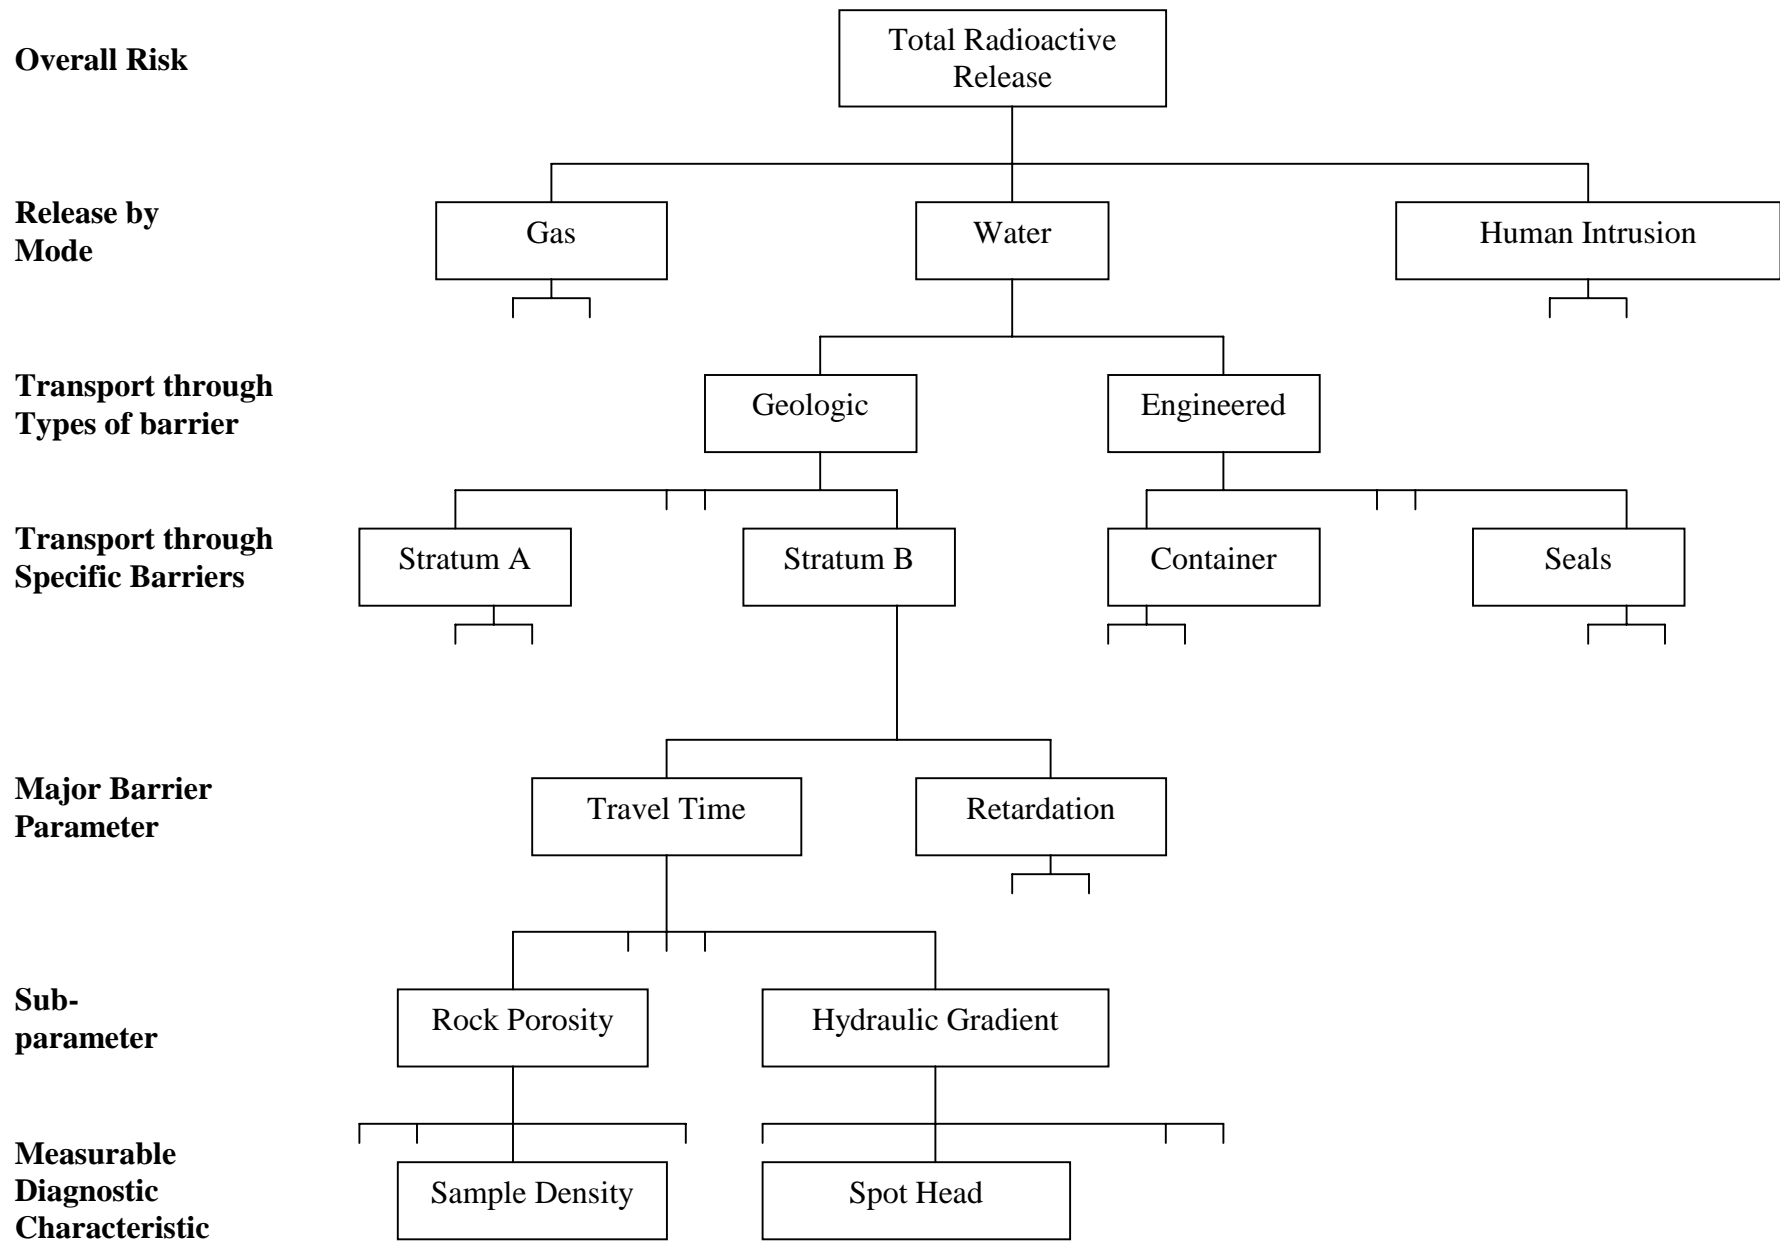 Overall Risk
Total Radioactive
Release
Release by
Mode
Gas
Water
Human Intrusion
Transport through
Types of barrier
Geologic
Engineered
Transport through
Specific Barriers
Stratum A
Stratum B
Container
Seals
Major Barrier
Parameter
Travel Time
Retardation
Sub-
parameter
Rock Porosity
Hydraulic Gradient
Measurable
Diagnostic
Characteristic
Sample Density
Spot Head